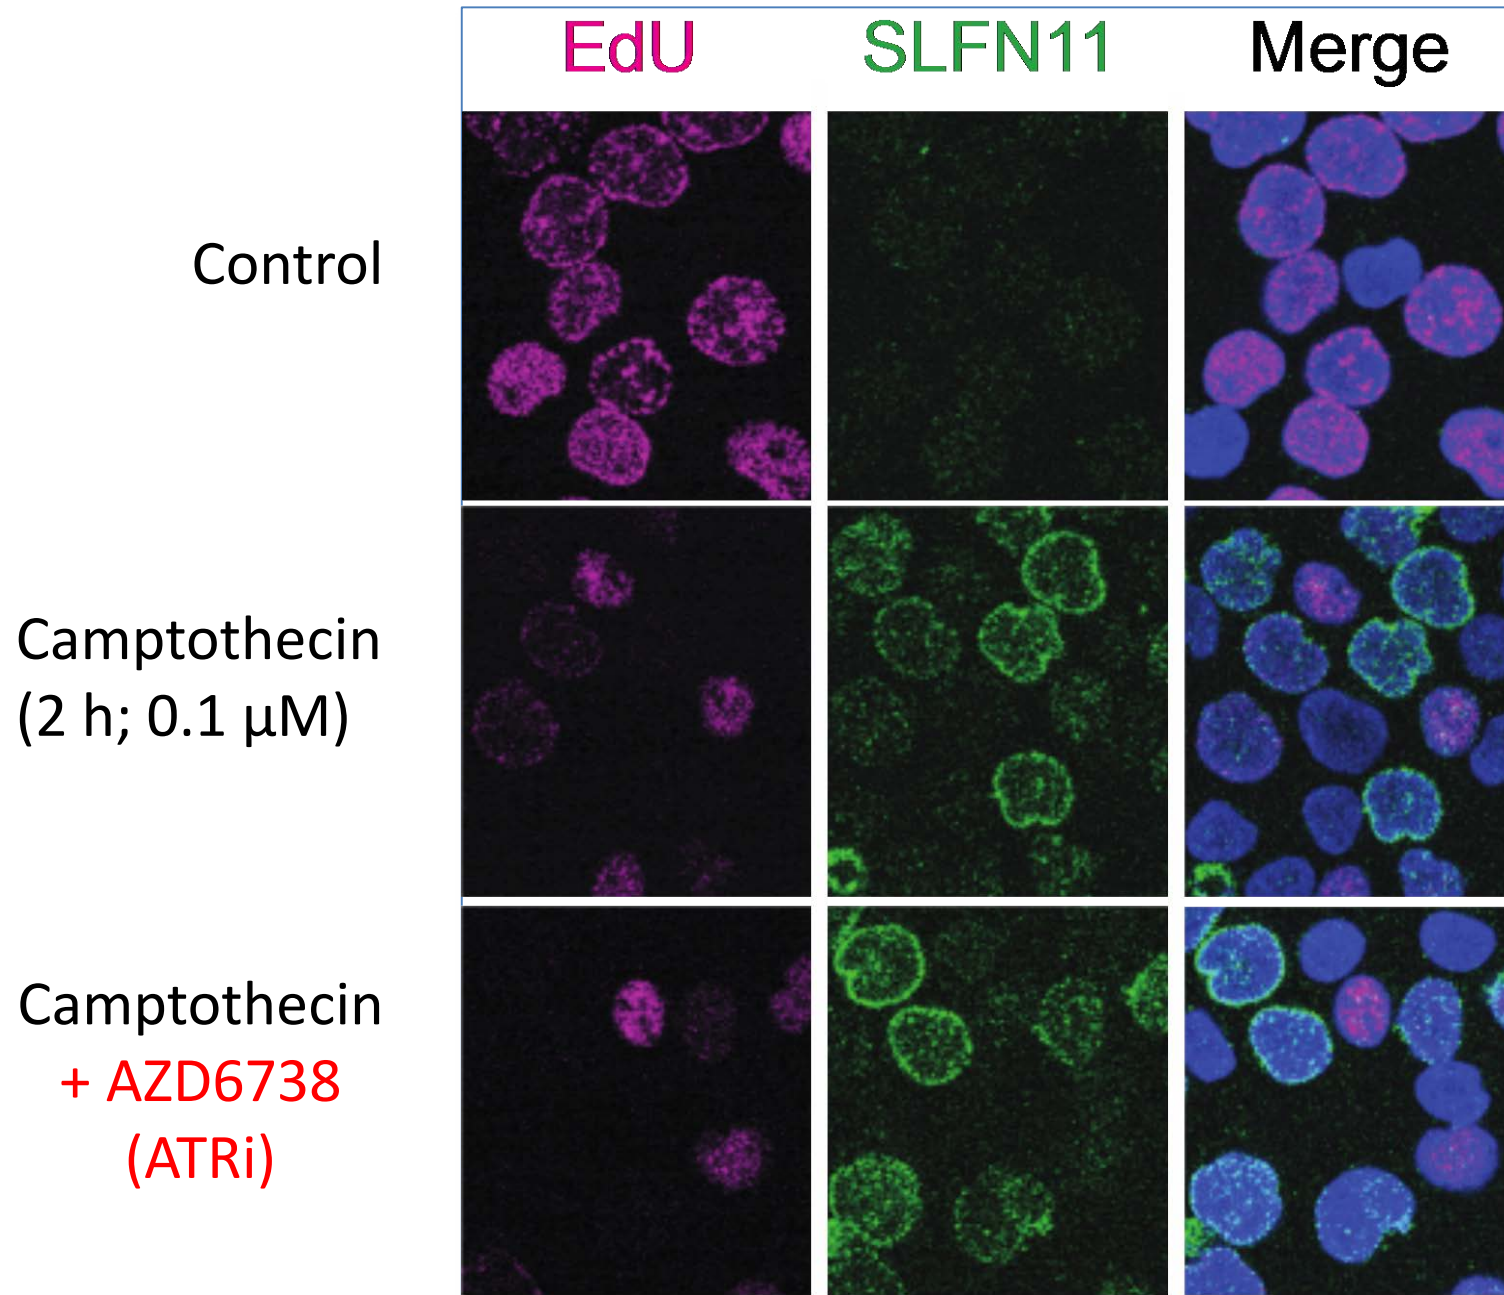 EdU SLFN11 Merge
Control
Camptothecin
(2 h; 0.1 µM)
Camptothecin
+ AZD6738
(ATRi)